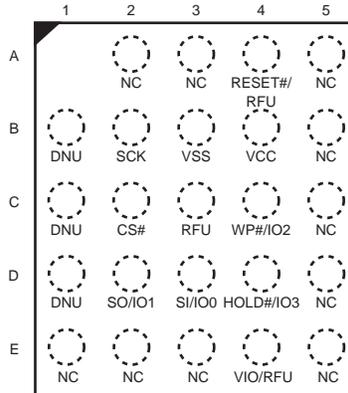 1 2 3 4 5
A
NC NC RESET#/ NC
RFU
B
DNU SCK VSS VCC NC
C
DNU CS# RFU WP#/IO2 NC
D
DNU SO/IO1 SI/IO0 HOLD#/IO3 NC
E
NC NC NC VIO/RFU NC